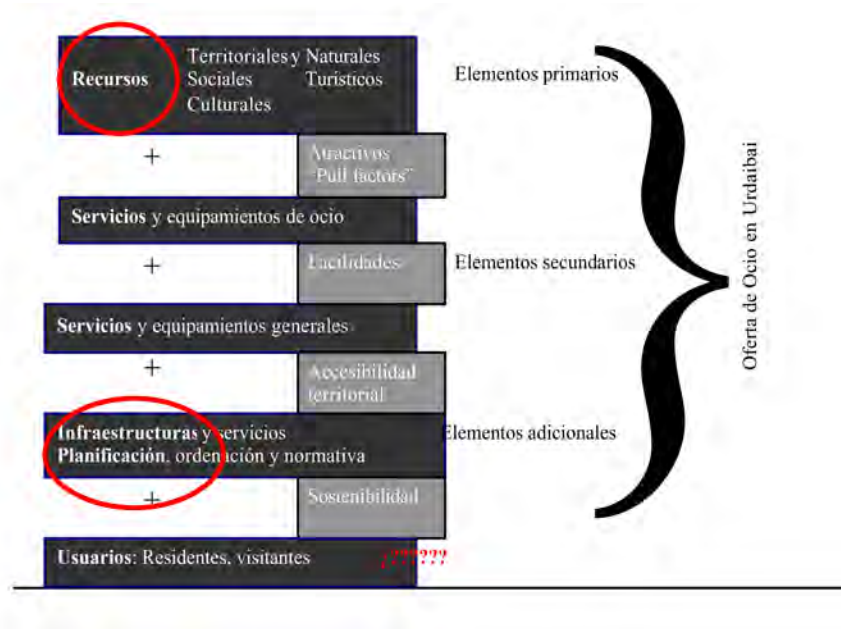 Recursos Territoriales y Naturales
Sociales Turísticos
Culturales
Elementos primarios
+
Atractivos
"Pull factors"
Servicios y equipamientos de ocio
+
Facilidades
Elementos secundarios
Servicios y equipamientos generales
+
Accesibilidad
territorial
Infraestructuras y servicios
Planificación, ordenación y normativa
Elementos adicionales
+
Sostenibilidad
Usuarios: Residentes, visitantes
¿??????
Oferta de Ocio en Urdaibai